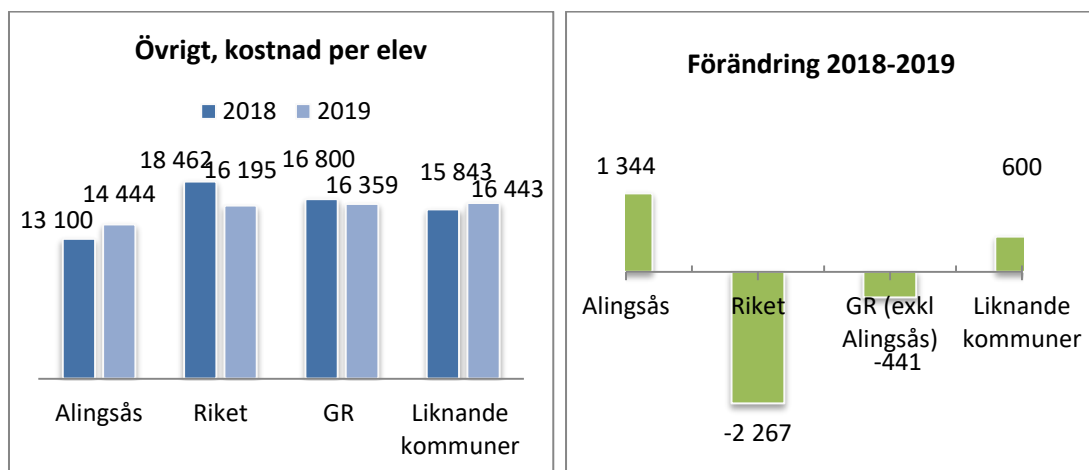 Övrigt, kostnad per elev
2018 2019
13 100
14 444
18 462
16 195
16 800
16 359
15 843
16 443
Alingsås
Riket
GR
Liknande
kommuner
Förändring 2018-2019
1 344
600
Alingsås
Riket
GR (exkl
Alingsås)
Liknande
kommuner
-441
-2 267